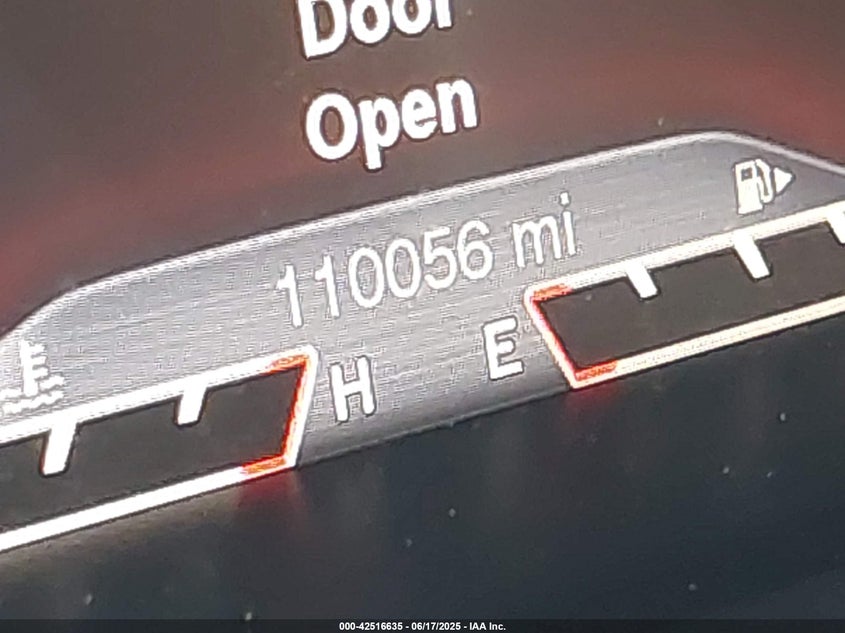 Door
Open
110056 mi
H
E
000-42516635 - 06/17/2025 - IAA Inc.